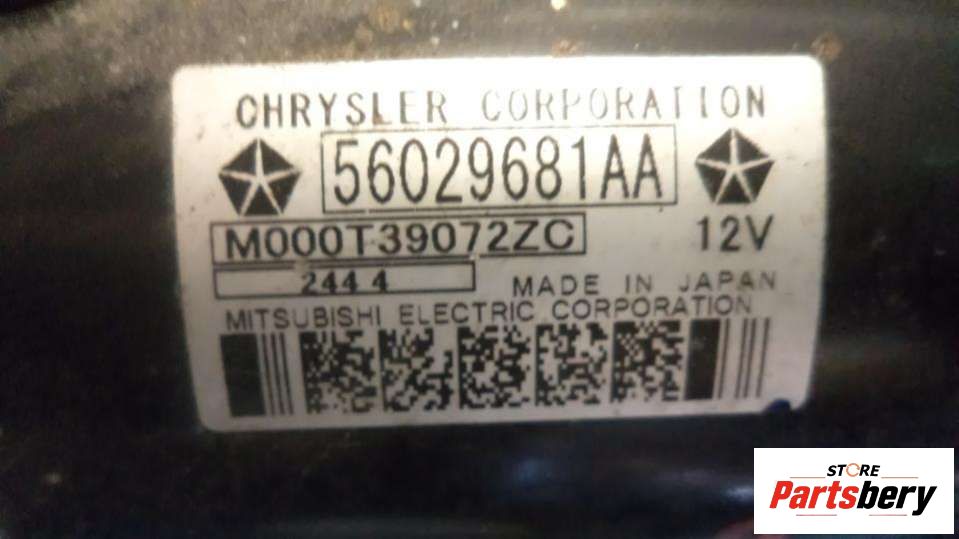 CHRYSLER CORPORATION
56029681AA
M000T39072ZC 12V
244 4 MADE IN JAPAN
MITSUBISHI ELECTRIC CORPORATION
STORE
Partsbery